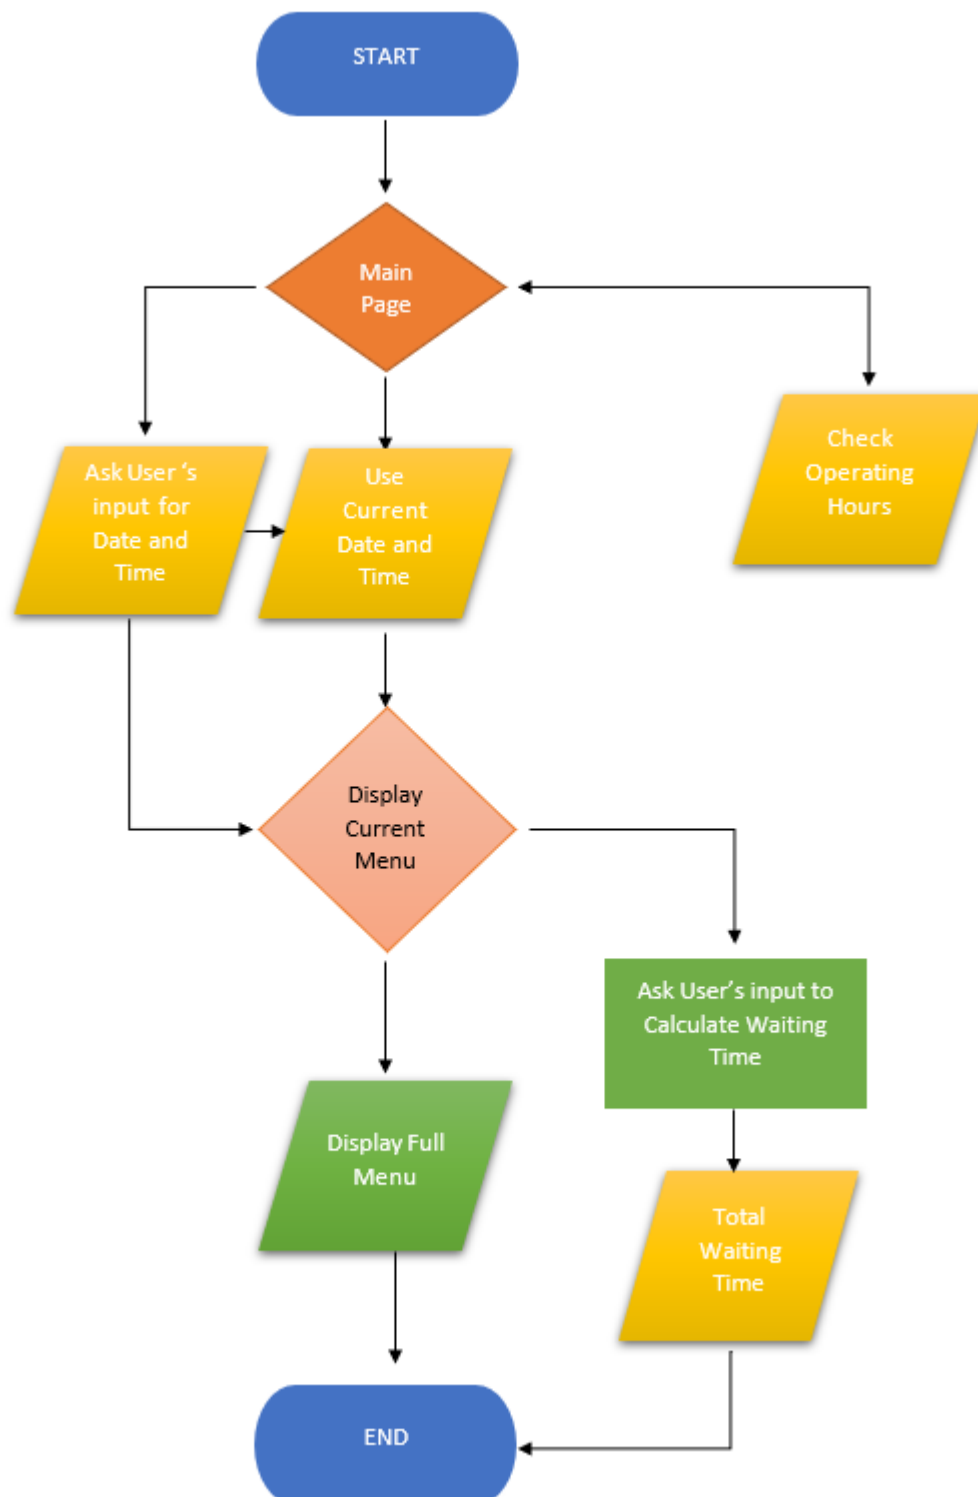 START
Main
Page
Ask User ‘s
input for
Date and
Time
Use
Current
Date and
Time
Check
Operating
Hours
Display
Current
Menu
Ask User’s input to
Calculate Waiting
Time
Display Full
Menu
Total
Waiting
Time
END